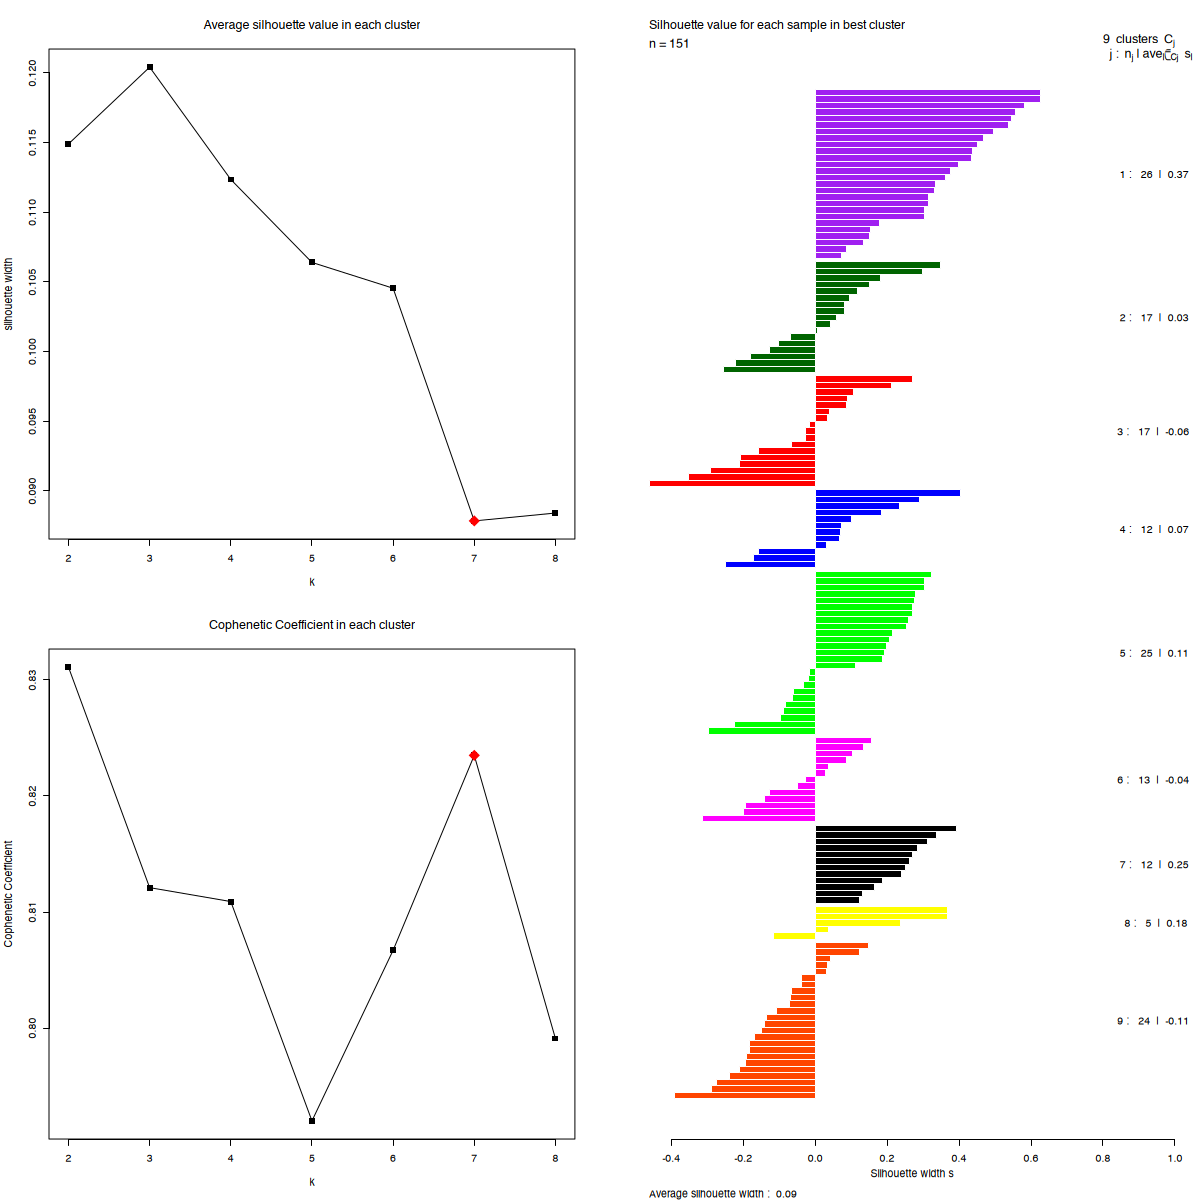 Average silhouette value in each cluster
0.120
0.115
0.110
0.105
0.100
0.095
0.090
silhouette width
2 3 4 5 6 7 8
k
Cophenetic Coefficient in each cluster
0.83
0.82
0.81
0.80
Cophenetic Coefficient
2 3 4 5 6 7 8
k
Silhouette value for each sample in best cluster
n = 151
9 clusters Cj
j : nj | avei∈Cj si
1 : 26 | 0.37
2 : 17 | 0.03
3 : 17 | -0.06
4 : 12 | 0.07
5 : 25 | 0.11
6 : 13 | -0.04
7 : 12 | 0.25
8 : 5 | 0.18
9 : 24 | -0.11
-0.4 -0.2 0.0 0.2 0.4 0.6 0.8 1.0
Silhouette width s
Average silhouette width : 0.09